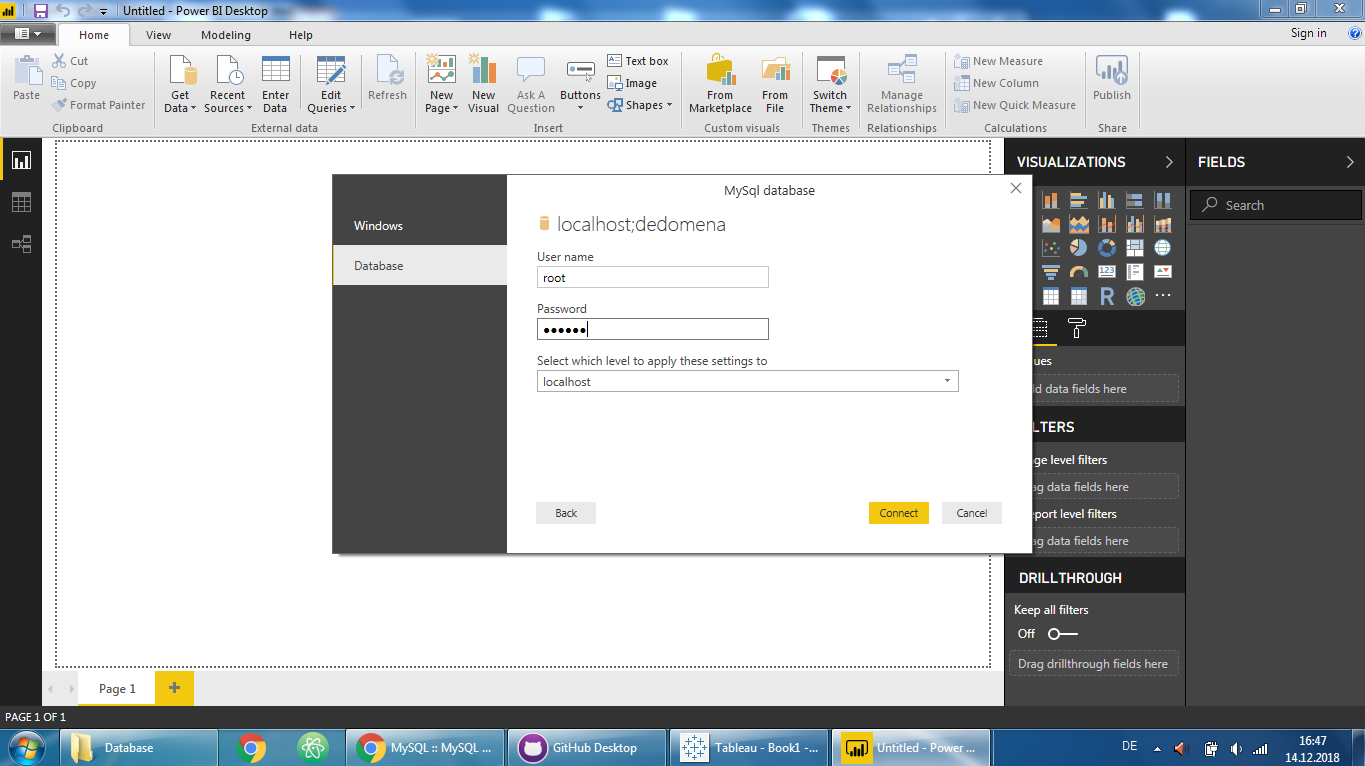 Untitled - Power BI Desktop
Home View Modeling Help
Sign in
Paste
Cut
Copy
Format Painter
Clipboard
Get Data
Recent Sources
Enter Data
External data
Edit Queries
Refresh
New Page
New Visual
Ask A Question
Buttons
Text box
Image
Shapes
Insert
From Marketplace
From File
Custom visuals
Switch Theme
Themes
Manage Relationships
Relationships
New Measure
New Column
New Quick Measure
Calculations
Publish
Share
MySql database
Windows
Database
localhost;dedomena
User name
root
Password
●●●●●●
Select which level to apply these settings to
localhost
Back
Connect
Cancel
VISUALIZATIONS
123
R
data fields here
level filters
data fields here
level filters
data fields here
DRILLTHROUGH
Keep all filters
Off
Drag drillthrough fields here
FIELDS
Search
Page 1
PAGE 1 OF 1
Database
MySQL :: MySQL ...
GitHub Desktop
Tableau - Book1 -...
Untitled - Power ...
DE
16:47
14.12.2018